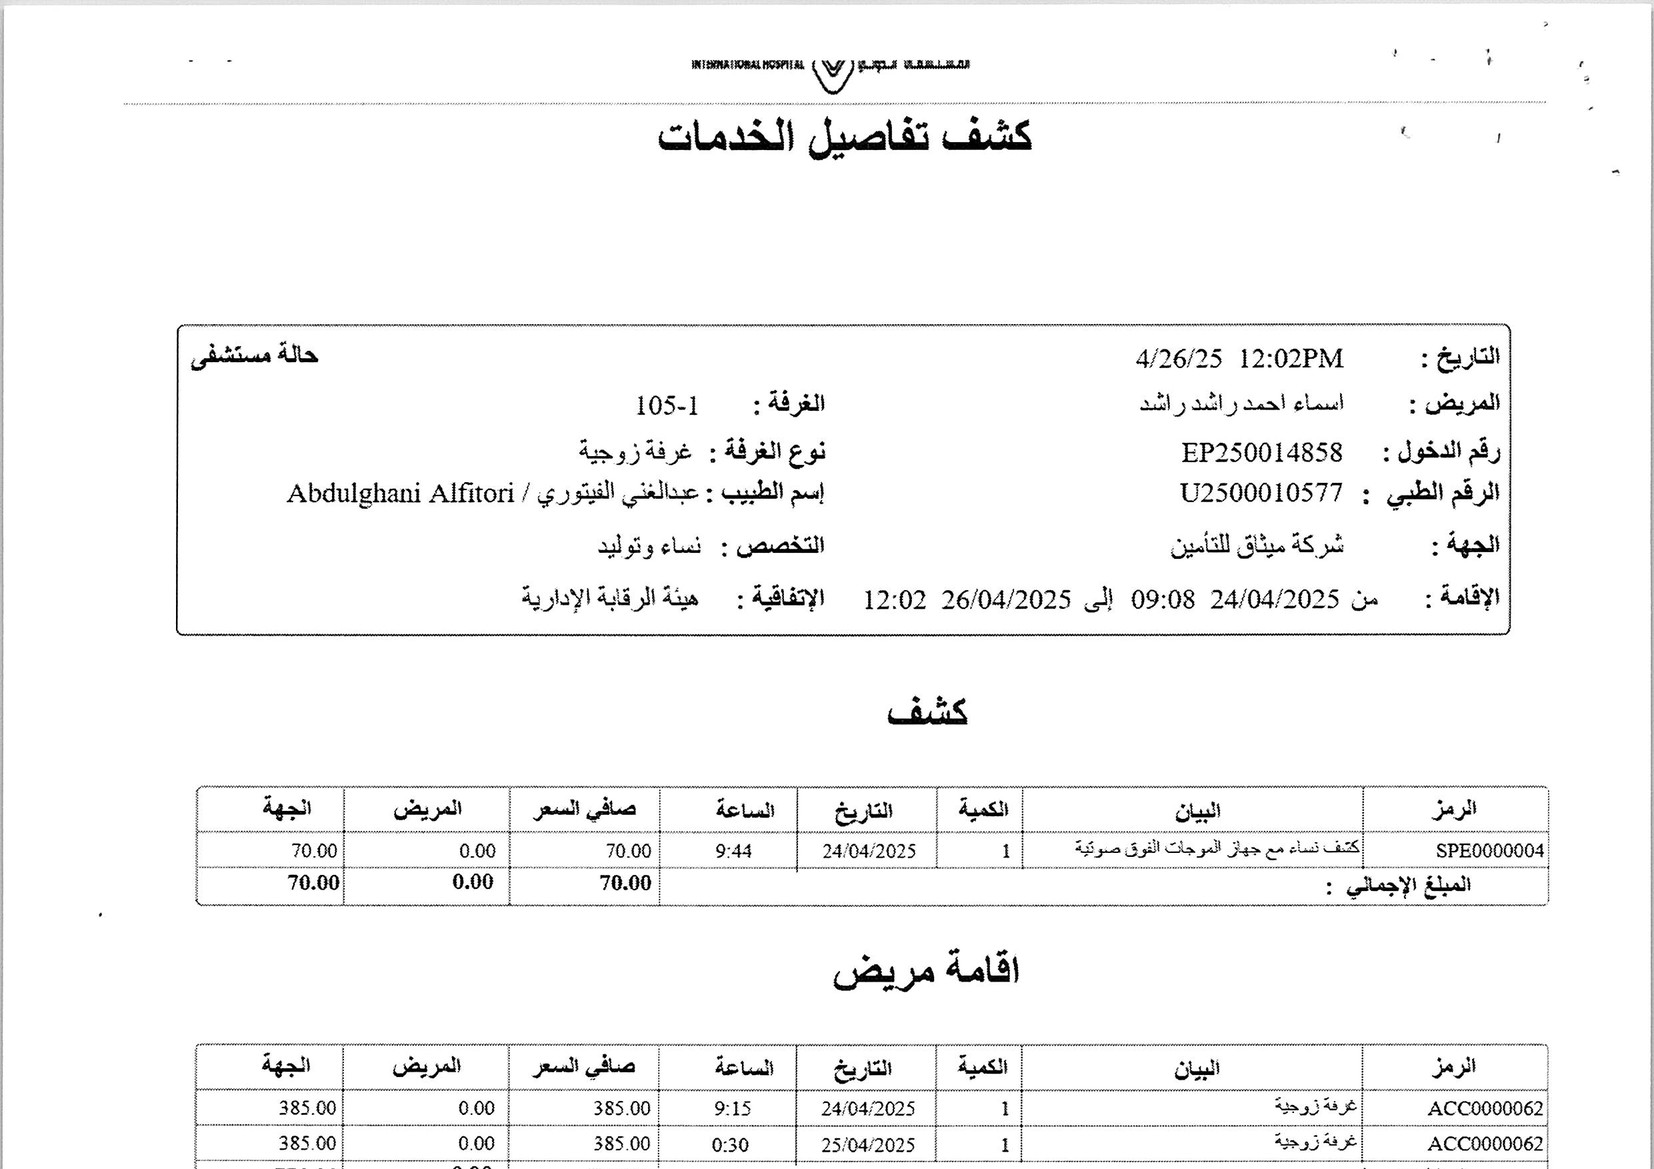 INTERNATIONAL HOSPITAL
كشف تفاصيل الخدمات
التاريخ : 4/26/25 12:02PM حالة مستشفى
المريض : اسماء احمد راشد راشد الغرفة : 105-1
رقم الدخول : EP250014858 نوع الغرفة : غرفة زوجية
الرقم الطبي : U2500010577 إسم الطبيب : عبدالغني الفيتوري / Abdulghani Alfitori
الجهة : شركة ميثاق للتأمين التخصص : نساء وتوليد
الإقامة : من 24/04/2025 09:08 إلى 26/04/2025 12:02 الإتفاقية : هيئة الرقابة الإدارية
كشف
الرمز البيان الكمية التاريخ الساعة صافي السعر المريض الجهة
SPE0000004 كشف نساء مع جهاز الموجات الفوق صوتية 1 24/04/2025 9:44 70.00 0.00 70.00
المبلغ الإجمالي : 70.00 0.00 70.00
اقامة مريض
الرمز البيان الكمية التاريخ الساعة صافي السعر المريض الجهة
ACC0000062 غرفة زوجية 1 24/04/2025 9:15 385.00 0.00 385.00
ACC0000062 غرفة زوجية 1 25/04/2025 0:30 385.00 0.00 385.00